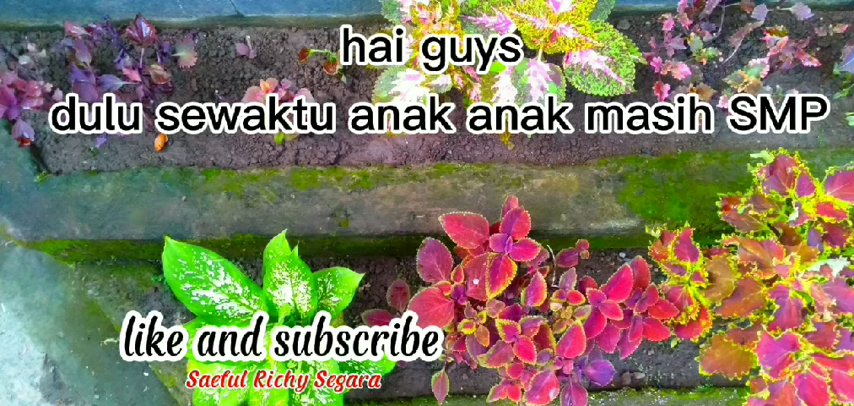 hai guys
dulu sewaktu anak anak masih SMP
like and subscribe
Saeful Richy Segara